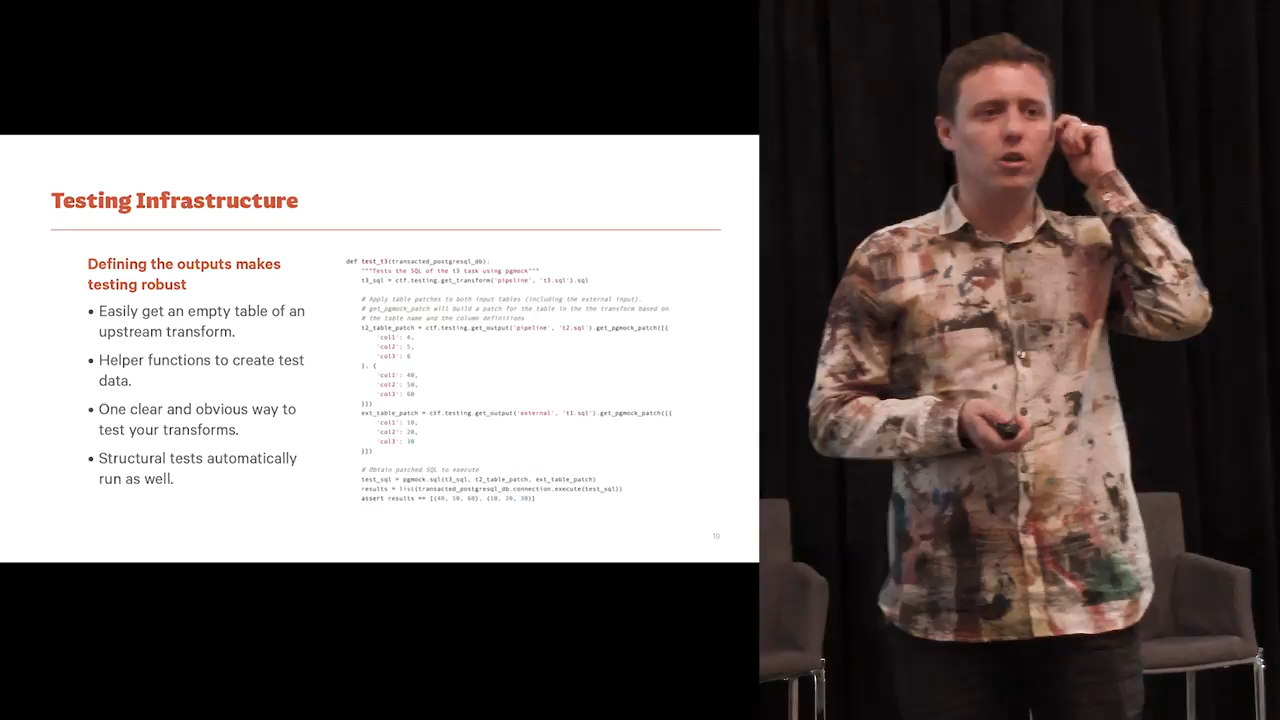 Testing Infrastructure
Defining the outputs makes
testing robust
• Easily get an empty table of an
upstream transform.
• Helper functions to create test
data.
• One clear and obvious way to
test your transforms.
• Structural tests automatically
run as well.
def test_t3(transacted_postgresql_db):
"""Tests the SQL of the t3 task using pgmock"""
t3_sql = ctf.testing.get_transform('pipeline', 't3.sql').sql
# Apply table patches to both input tables (including the external input).
# get_pgmock_patch will build a patch for the table in the the transform based on
# the table name and the column definitions
t2_table_patch = ctf.testing.get_output('pipeline', 't2.sql').get_pgmock_patch([{
'col1': 4,
'col2': 5,
'col3': 6
}, {
'col1': 40,
'col2': 50,
'col3': 60
}])
ext_table_patch = ctf.testing.get_output('external', 't1.sql').get_pgmock_patch([{
'col1': 10,
'col2': 20,
'col3': 30
}])
# Obtain patched SQL to execute
test_sql = pgmock.sql(t3_sql, t2_table_patch, ext_table_patch)
results = list(transacted_postgresql_db.connection.execute(test_sql))
assert results == [(40, 50, 60), (10, 20, 30)]
19